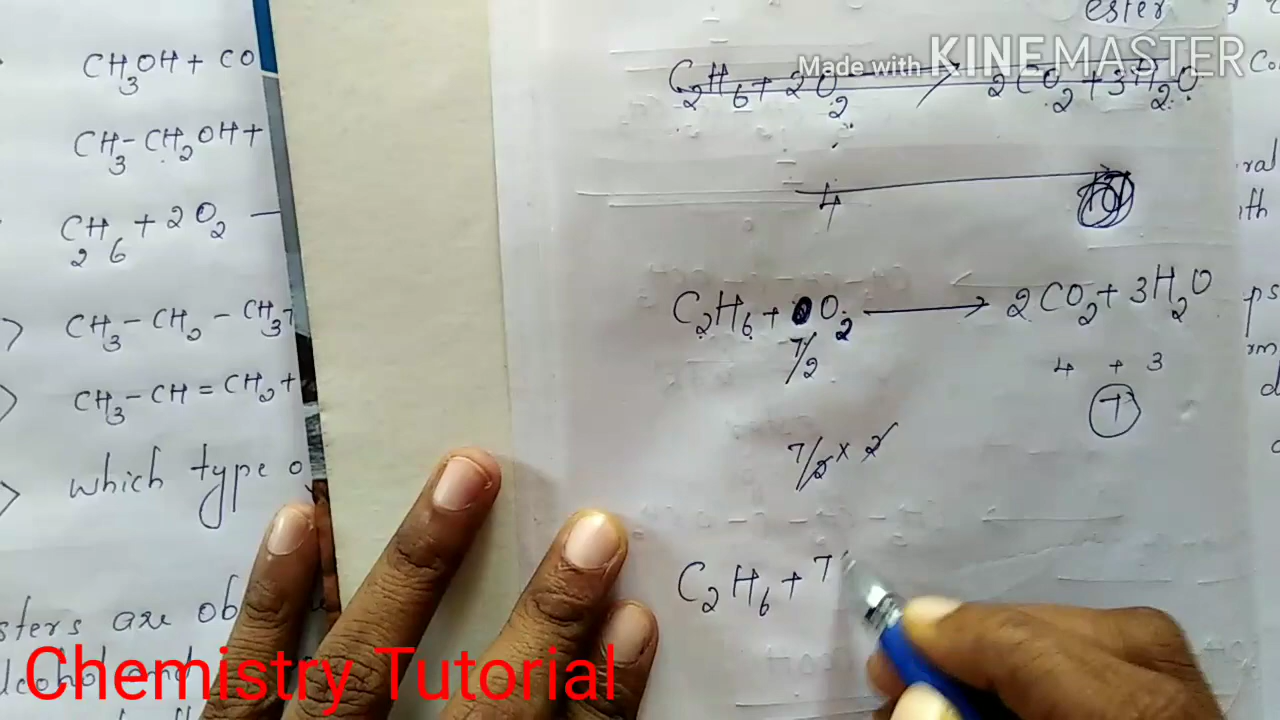 CH3OH + CO
CH3-CH2OH+
C2H6 + 2O2
CH3-CH2-CH3+
CH3-CH=CH2+
which type o
sters are ob
ester
Made with KINEMASTER
C2H6 + 2O2 → 2CO2 + 3H2O
4
C2H6 + O2 → 2CO2 + 3H2O
7/2
4 + 3
7
7/2 × 2
C2H6 + 7
Chemistry Tutorial